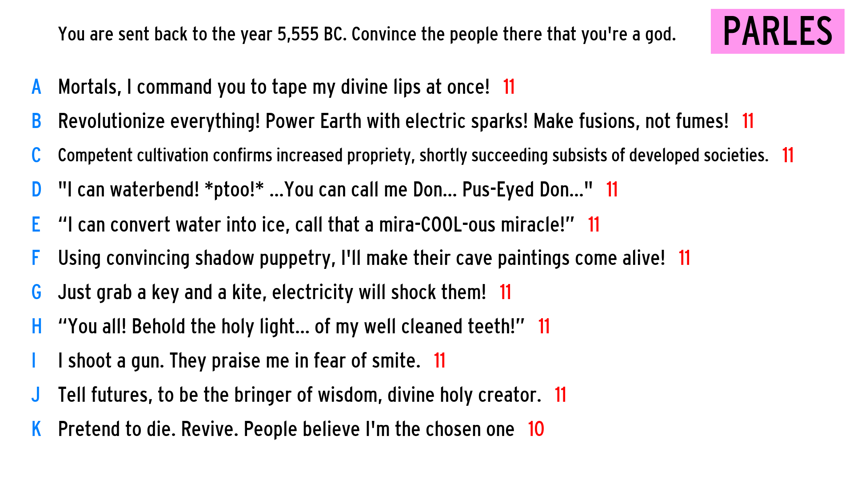 You are sent back to the year 5,555 BC. Convince the people there that you're a god.
PARLES
A Mortals, I command you to tape my divine lips at once! 11
B Revolutionize everything! Power Earth with electric sparks! Make fusions, not fumes! 11
C Competent cultivation confirms increased propriety, shortly succeeding subsists of developed societies. 11
D "I can waterbend! *ptoo!* ...You can call me Don... Pus-Eyed Don..." 11
E “I can convert water into ice, call that a mira-COOL-ous miracle!” 11
F Using convincing shadow puppetry, I'll make their cave paintings come alive! 11
G Just grab a key and a kite, electricity will shock them! 11
H “You all! Behold the holy light... of my well cleaned teeth!” 11
I I shoot a gun. They praise me in fear of smite. 11
J Tell futures, to be the bringer of wisdom, divine holy creator. 11
K Pretend to die. Revive. People believe I'm the chosen one 10